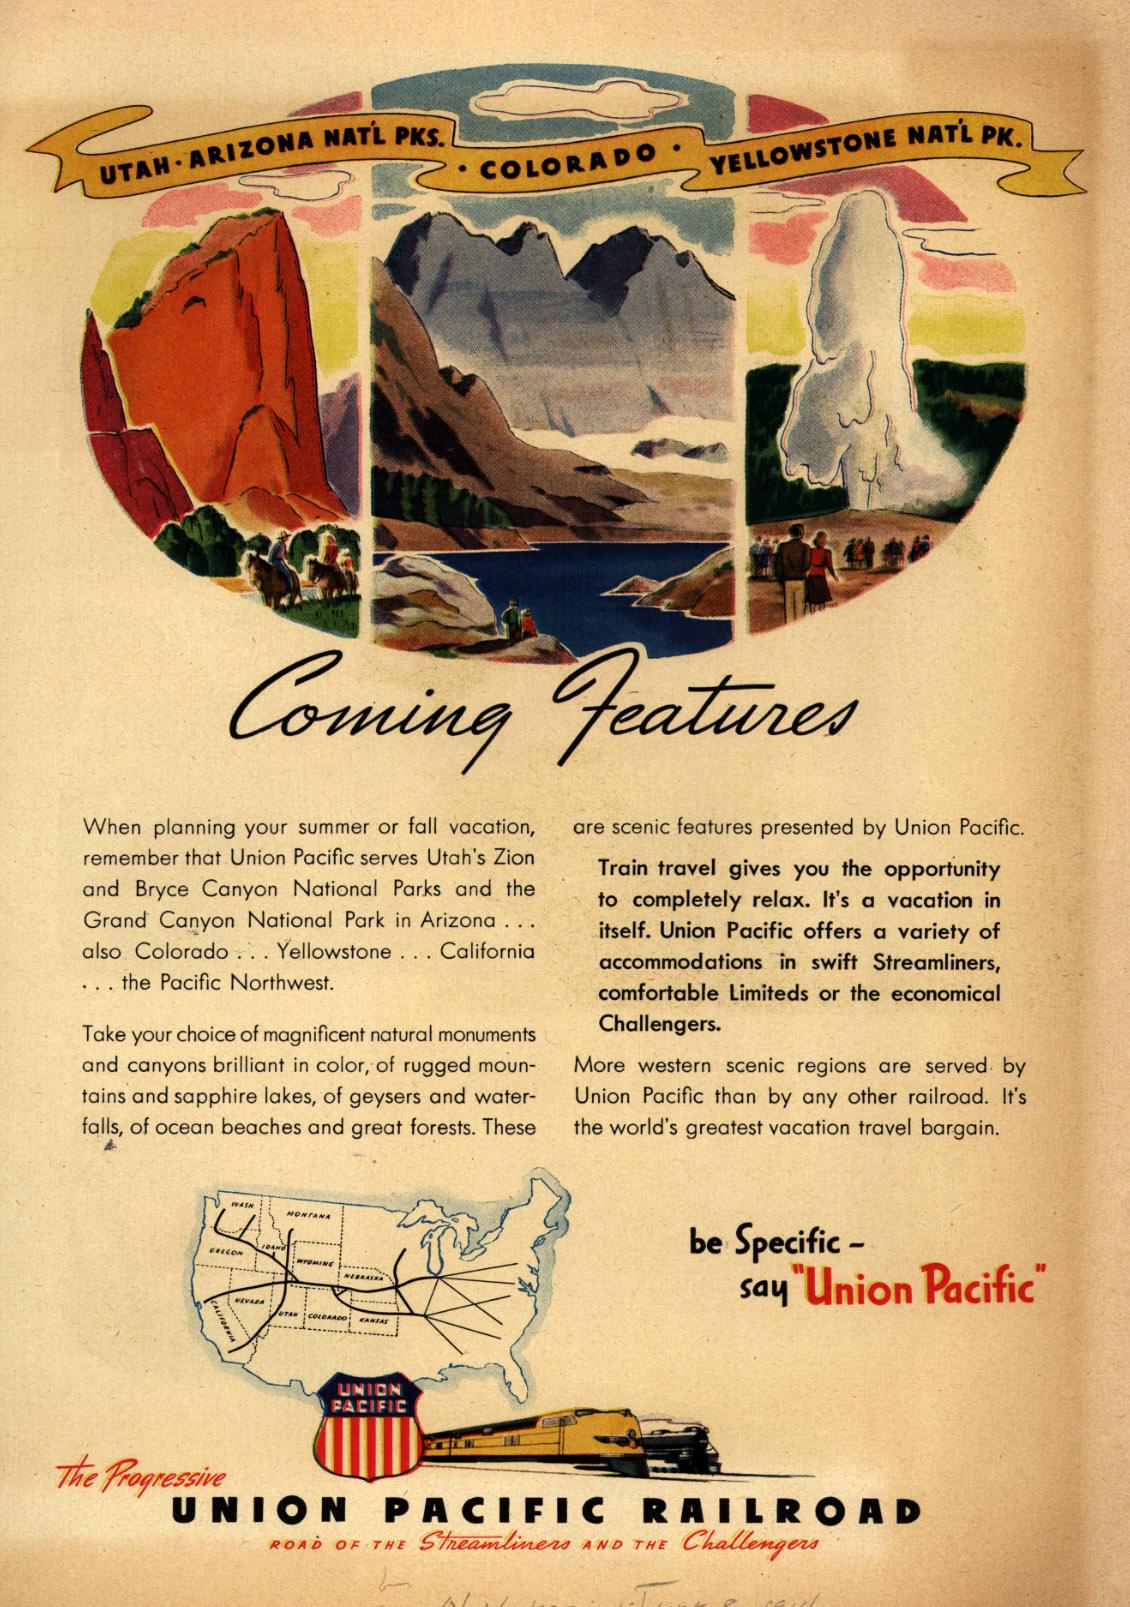 UTAH · ARIZONA NAT'L PKS.
· COLORADO ·
YELLOWSTONE NAT'L PK.
Coming Features
When planning your summer or fall vacation,
remember that Union Pacific serves Utah's Zion
and Bryce Canyon National Parks and the
Grand Canyon National Park in Arizona . . .
also Colorado . . . Yellowstone . . . California
. . . the Pacific Northwest.
Take your choice of magnificent natural monuments
and canyons brilliant in color, of rugged moun-
tains and sapphire lakes, of geysers and water-
falls, of ocean beaches and great forests. These
are scenic features presented by Union Pacific.
Train travel gives you the opportunity
to completely relax. It's a vacation in
itself. Union Pacific offers a variety of
accommodations in swift Streamliners,
comfortable Limiteds or the economical
Challengers.
More western scenic regions are served by
Union Pacific than by any other railroad. It's
the world's greatest vacation travel bargain.
WASH
MONTANA
OREGON
IDAHO
WYOMING
NEBRASKA
NEVADA
UTAH
COLORADO
KANSAS
CALIFORNIA
be Specific –
say "Union Pacific"
UNION
PACIFIC
The Progressive
UNION PACIFIC RAILROAD
ROAD OF THE Streamliners AND THE Challengers